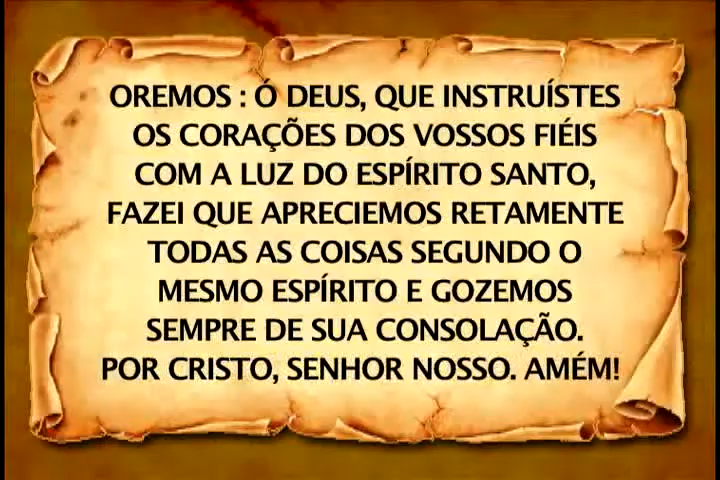 OREMOS : Ó DEUS, QUE INSTRUÍSTES
OS CORAÇÕES DOS VOSSOS FIÉIS
COM A LUZ DO ESPÍRITO SANTO,
FAZEI QUE APRECIEMOS RETAMENTE
TODAS AS COISAS SEGUNDO O
MESMO ESPÍRITO E GOZEMOS
SEMPRE DE SUA CONSOLAÇÃO.
POR CRISTO, SENHOR NOSSO. AMÉM!